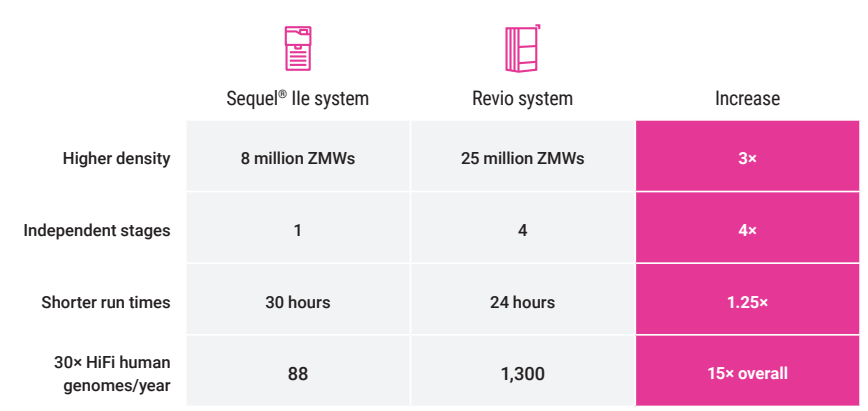 Sequel® IIe system Revio system Increase
Higher density 8 million ZMWs 25 million ZMWs 3×
Independent stages 1 4 4×
Shorter run times 30 hours 24 hours 1.25×
30× HiFi human
genomes/year 88 1,300 15× overall